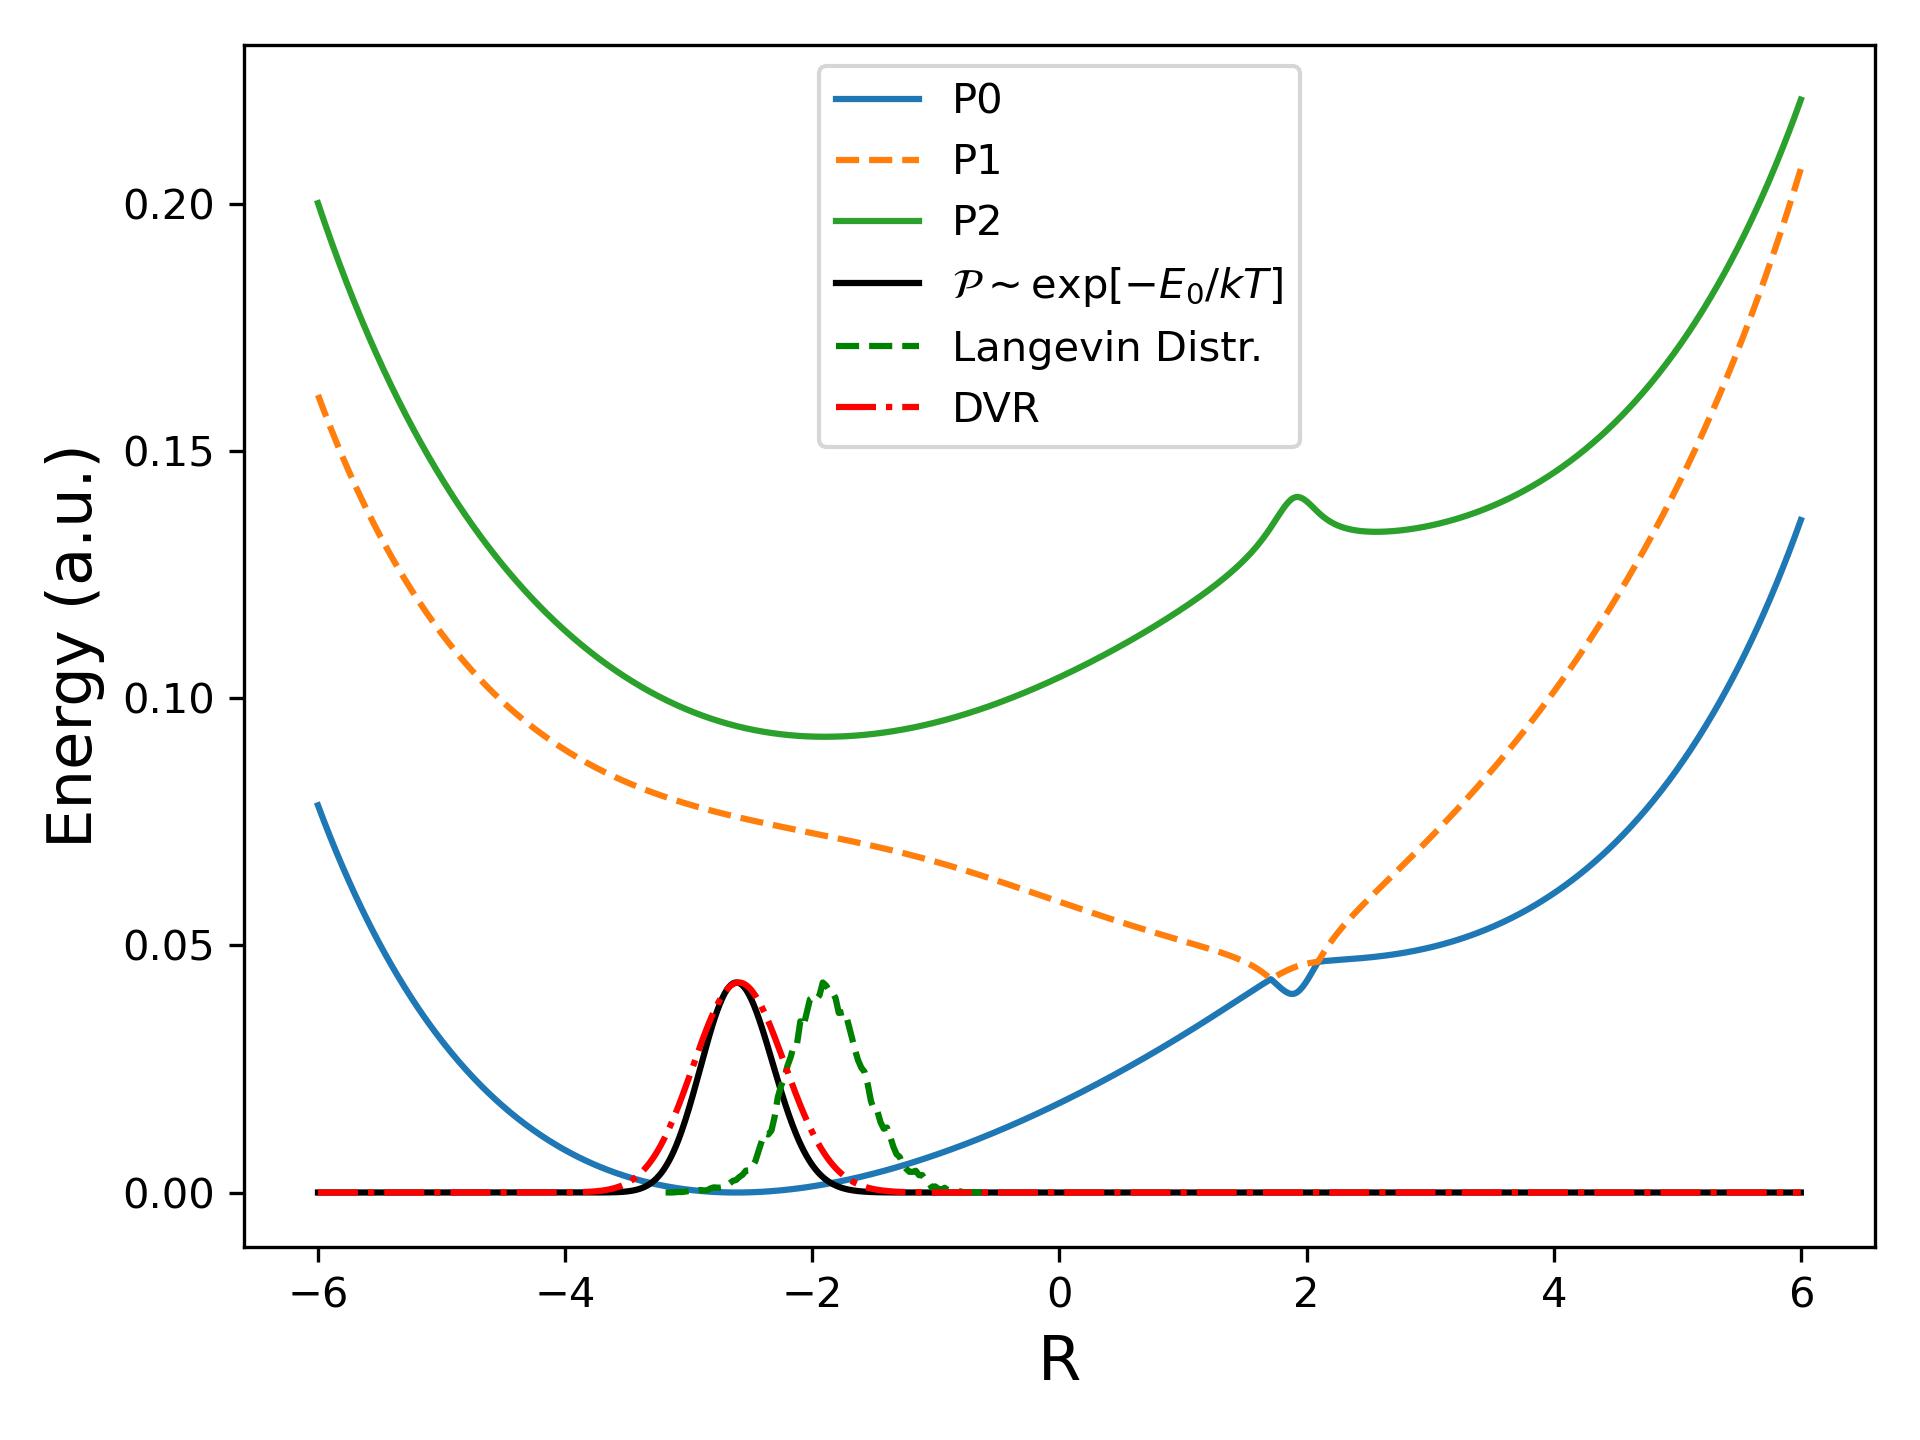 P0
P1
P2
𝒫 ~ exp[−E₀/kT]
Langevin Distr.
DVR
Energy (a.u.)
0.20
0.15
0.10
0.05
0.00
−6 −4 −2 0 2 4 6
R